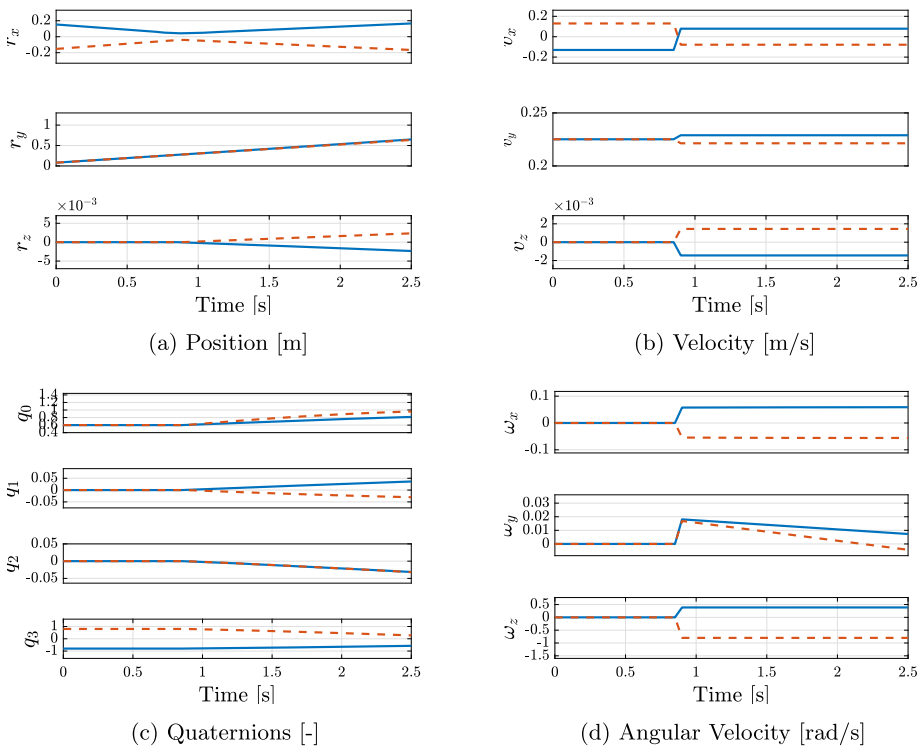 0.2
0
-0.2
r_x
1
0.5
0
r_y
×10⁻³
5
0
-5
r_z
0 0.5 1 1.5 2 2.5
Time [s]
(a) Position [m]
0.2
0
-0.2
v_x
0.25
0.2
v_y
×10⁻³
2
0
-2
v_z
0 0.5 1 1.5 2 2.5
Time [s]
(b) Velocity [m/s]
1.4
1.2
1
0.8
0.6
0.4
q_0
0.05
0
-0.05
q_1
0.05
0
-0.05
q_2
1
0
-1
q_3
0 0.5 1 1.5 2 2.5
Time [s]
(c) Quaternions [-]
0.1
0
-0.1
ω_x
0.03
0.02
0.01
0
ω_y
0.5
0
-0.5
-1
-1.5
ω_z
0 0.5 1 1.5 2 2.5
Time [s]
(d) Angular Velocity [rad/s]